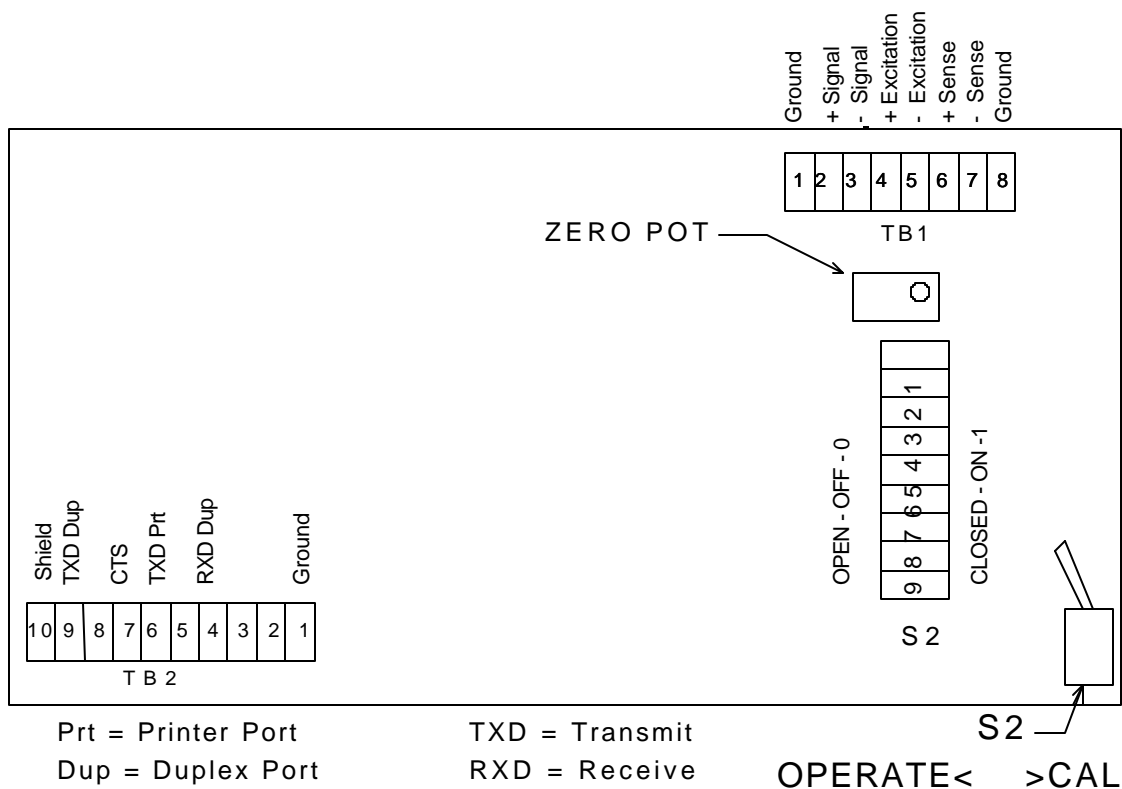 Ground
+ Signal
- Signal
+ Excitation
- Excitation
+ Sense
- Sense
Ground
1 2 3 4 5 6 7 8
TB1
ZERO POT
1
2
3
4
5
6
7
8
9
OPEN - OFF - 0
CLOSED - ON -1
S2
Shield
TXD Dup
CTS
TXD Prt
RXD Dup
Ground
10 9 8 7 6 5 4 3 2 1
TB2
Prt = Printer Port
TXD = Transmit
Dup = Duplex Port
RXD = Receive
S2
OPERATE< >CAL